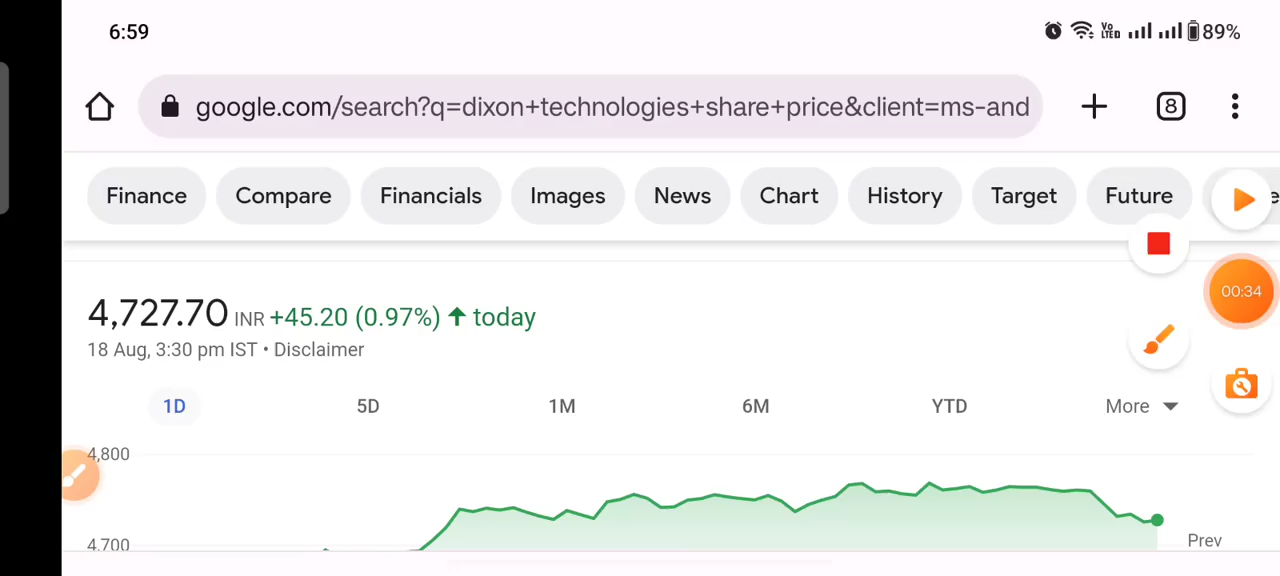 6:59
Vo LTED 89%
google.com/search?q=dixon+technologies+share+price&client=ms-and
8
Finance Compare Financials Images News Chart History Target Future
4,727.70 INR +45.20 (0.97%) ↑ today
00:34
18 Aug, 3:30 pm IST • Disclaimer
1D 5D 1M 6M YTD More
4,800
4,700
Prev